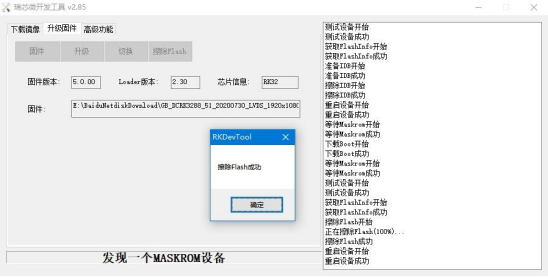 瑞芯微开发工具 v2.85
下载镜像 升级固件 高级功能
固件 升级 切换 擦除Flash
固件版本: 5.0.00 Loader版本: 2.30 芯片信息: RK32
固件: E:\BaiduNetdiskDownload\GB_DCRK3288_51_20200730_LVDS_1920x1080
RKDevTool
擦除Flash成功
确定
发现一个MASKROM设备
测试设备开始
测试设备成功
获取FlashInfo开始
获取FlashInfo成功
准备IDB开始
准备IDB成功
擦除IDB开始
擦除IDB成功
重启设备开始
重启设备成功
等待Maskrom开始
等待Maskrom成功
下载Boot开始
下载Boot成功
等待Maskrom开始
等待Maskrom成功
测试设备开始
测试设备成功
获取FlashInfo开始
获取FlashInfo成功
擦除Flash开始
正在擦除Flash(100%)...
擦除Flash成功
重启设备开始
重启设备成功